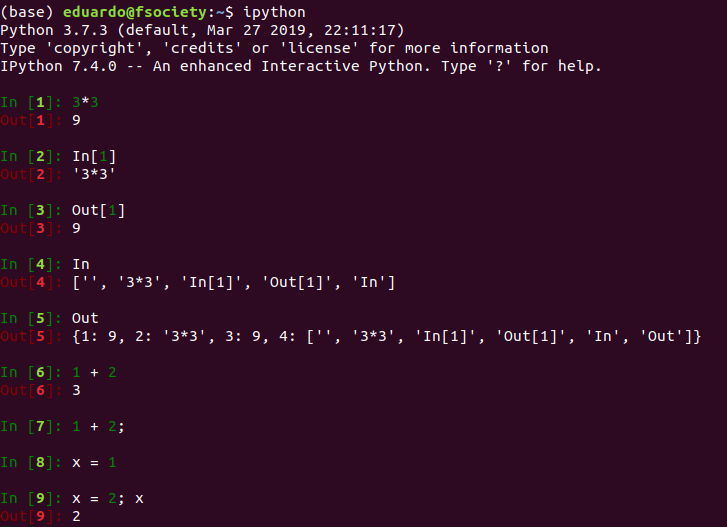 (base) eduardo@fsociety:~$ ipython
Python 3.7.3 (default, Mar 27 2019, 22:11:17)
Type 'copyright', 'credits' or 'license' for more information
IPython 7.4.0 -- An enhanced Interactive Python. Type '?' for help.
In [1]: 3*3
Out[1]: 9
In [2]: In[1]
Out[2]: '3*3'
In [3]: Out[1]
Out[3]: 9
In [4]: In
Out[4]: ['', '3*3', 'In[1]', 'Out[1]', 'In']
In [5]: Out
Out[5]: {1: 9, 2: '3*3', 3: 9, 4: ['', '3*3', 'In[1]', 'Out[1]', 'In', 'Out']}
In [6]: 1 + 2
Out[6]: 3
In [7]: 1 + 2;
In [8]: x = 1
In [9]: x = 2; x
Out[9]: 2